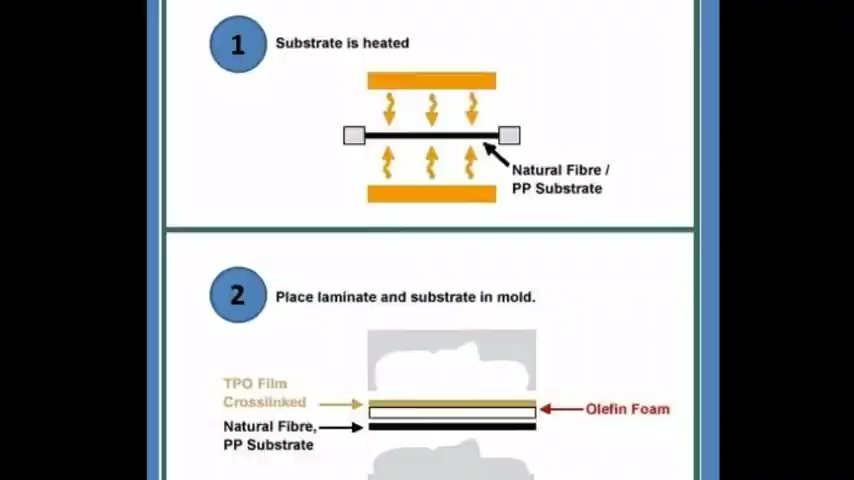 1
Substrate is heated
Natural Fibre /
PP Substrate
2
Place laminate and substrate in mold.
TPO Film
Crosslinked
Olefin Foam
Natural Fibre,
PP Substrate